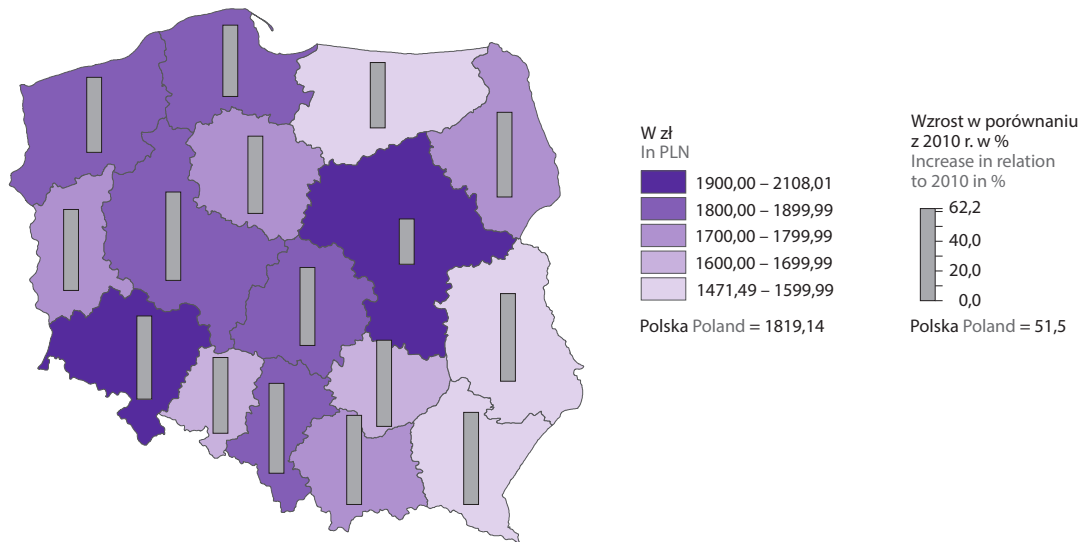 W zł
In PLN
1900,00 – 2108,01
1800,00 – 1899,99
1700,00 – 1799,99
1600,00 – 1699,99
1471,49 – 1599,99
Polska Poland = 1819,14
Wzrost w porównaniu
z 2010 r. w %
Increase in relation
to 2010 in %
62,2
40,0
20,0
0,0
Polska Poland = 51,5